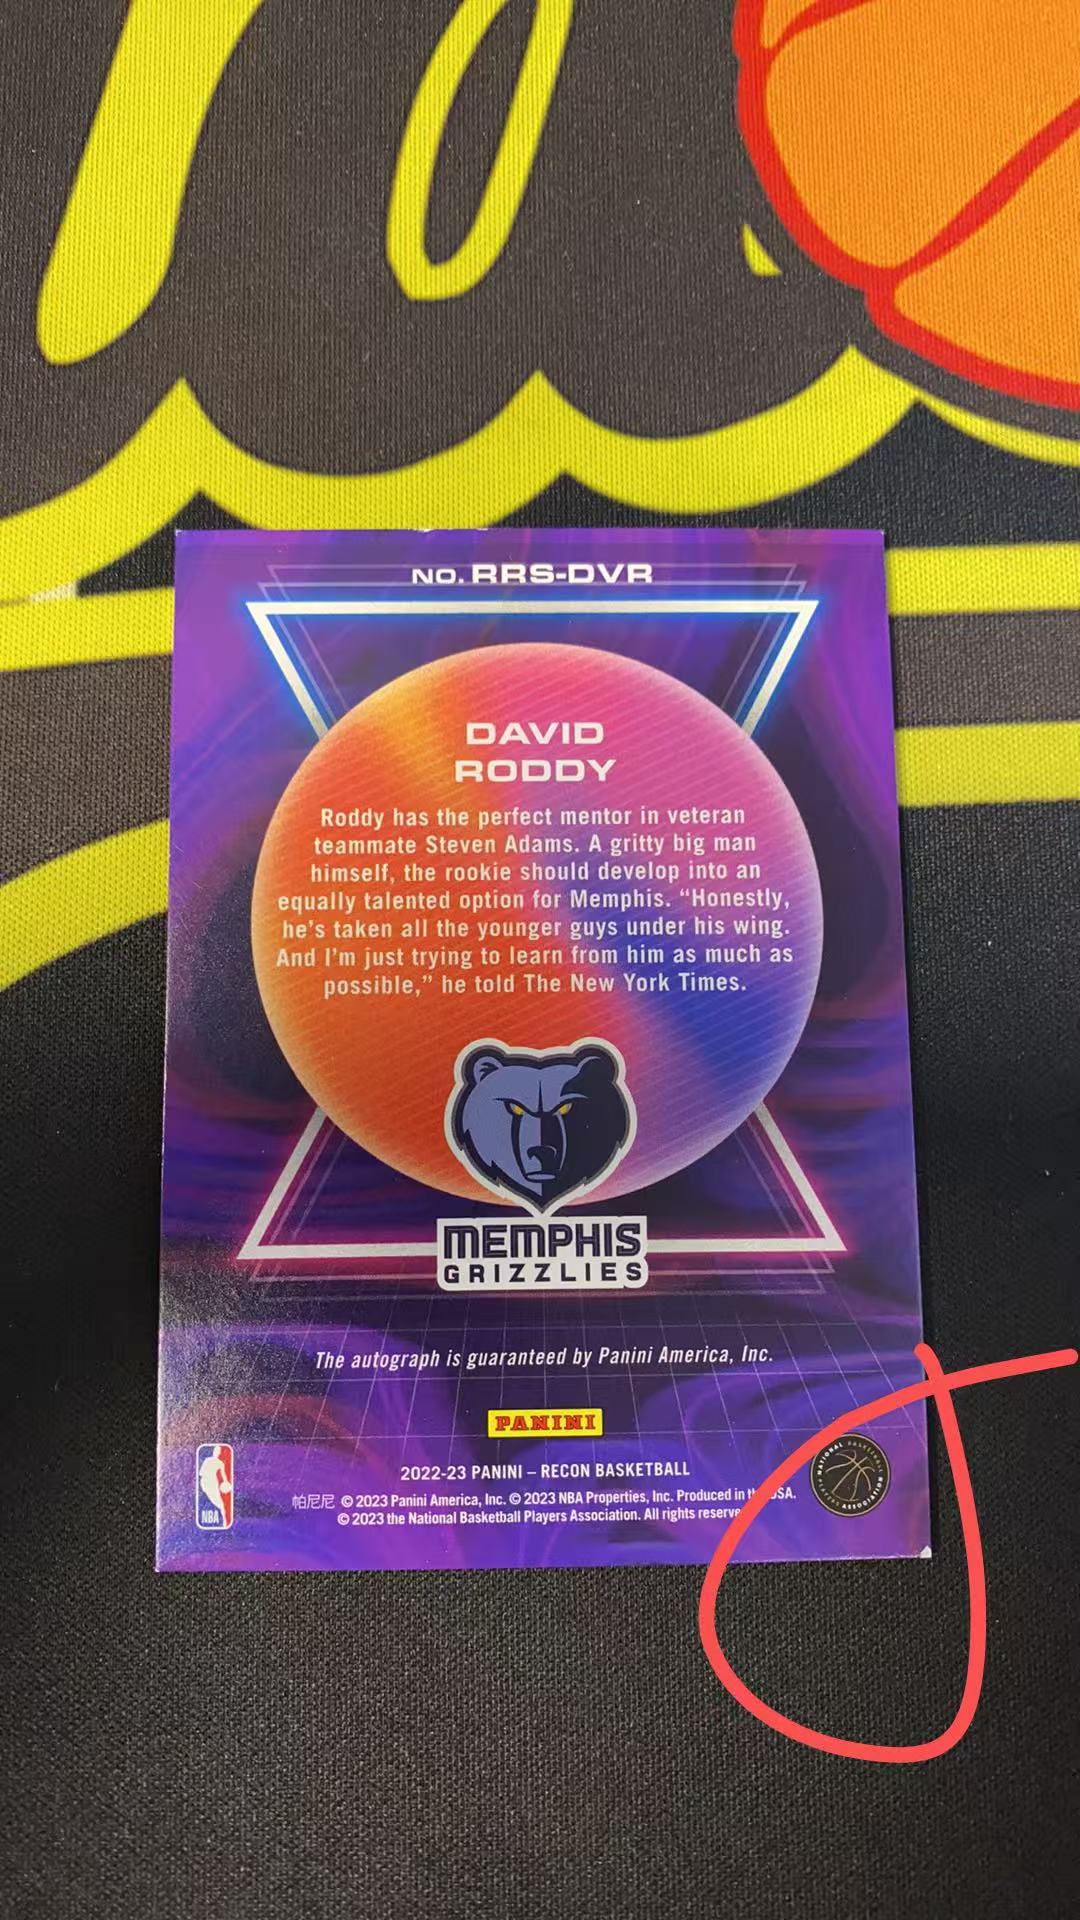 NO. RRS-DVR
DAVID
RODDY
Roddy has the perfect mentor in veteran
teammate Steven Adams. A gritty big man
himself, the rookie should develop into an
equally talented option for Memphis. “Honestly,
he’s taken all the younger guys under his wing.
And I’m just trying to learn from him as much as
possible,” he told The New York Times.
MEMPHIS
GRIZZLIES
The autograph is guaranteed by Panini America, Inc.
PANINI
2022-23 PANINI – RECON BASKETBALL
帕尼尼 © 2023 Panini America, Inc. © 2023 NBA Properties, Inc. Produced in USA.
© 2023 the National Basketball Players Association. All rights
NBA
NATIONAL BASKETBALL
PLAYERS ASSOCIATION